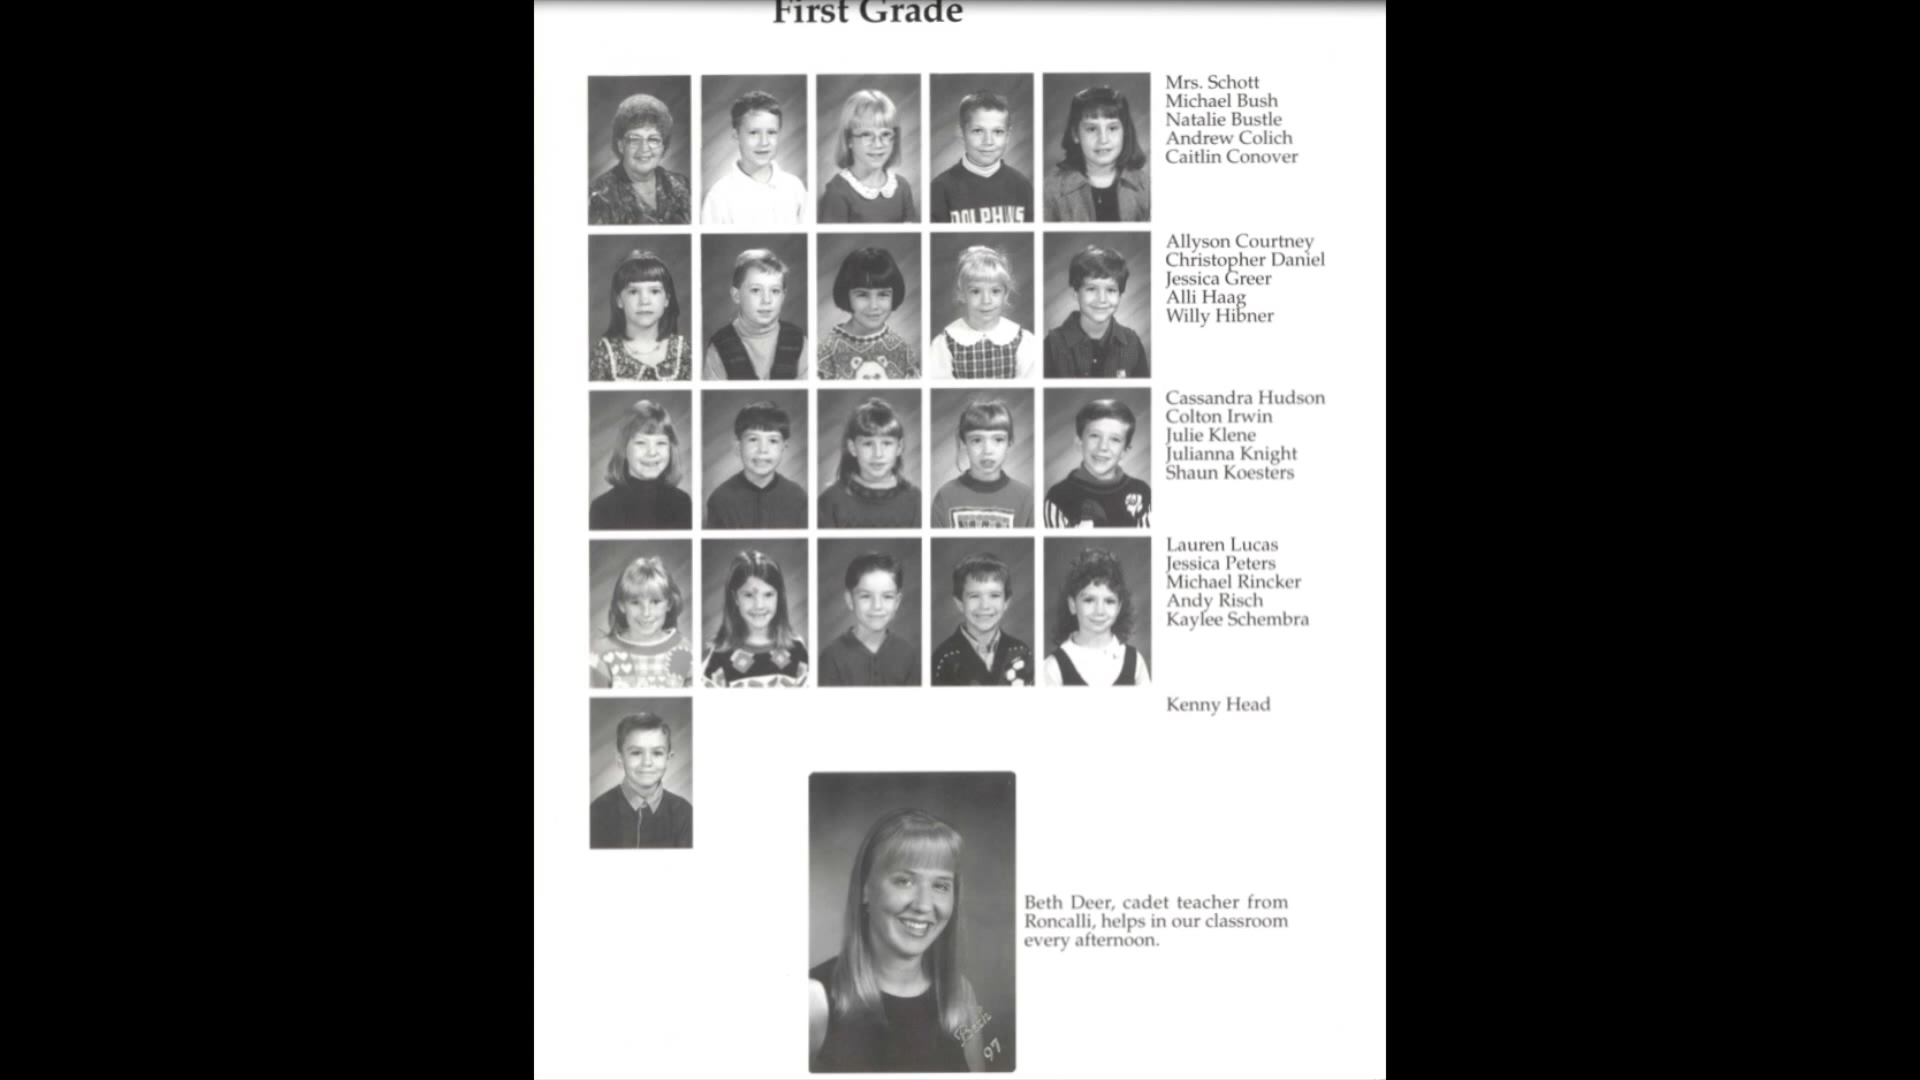 First Grade
Mrs. Schott
Michael Bush
Natalie Bustle
Andrew Colich
Caitlin Conover
DOLPHINS
Allyson Courtney
Christopher Daniel
Jessica Greer
Alli Haag
Willy Hibner
Cassandra Hudson
Colton Irwin
Julie Klene
Julianna Knight
Shaun Koesters
Lauren Lucas
Jessica Peters
Michael Rincker
Andy Risch
Kaylee Schembra
Kenny Head
Beth Deer, cadet teacher from
Roncalli, helps in our classroom
every afternoon.
Beth
97